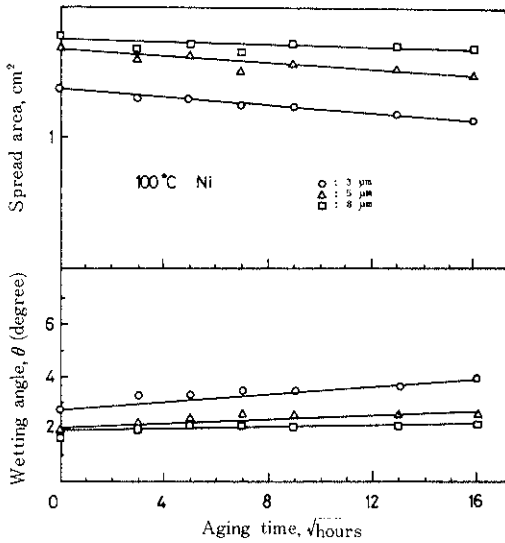 Spread area, cm²
1
100°C Ni
○ : 3 μm
△ : 5 μm
□ : 8 μm
Wetting angle, θ (degree)
6
4
2
0 4 8 12 16
Aging time, √hours